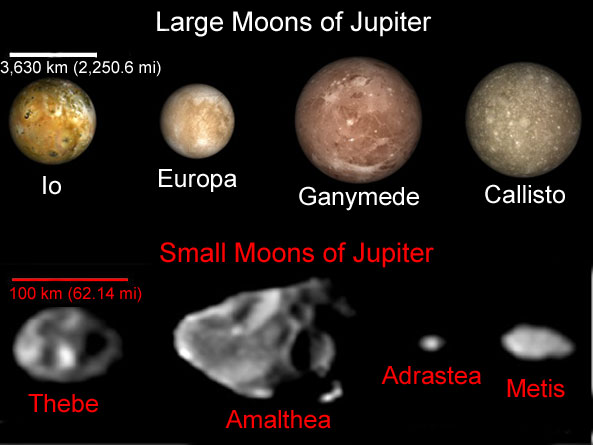 Large Moons of Jupiter
3,630 km (2,250.6 mi)
Io
Europa
Ganymede
Callisto
Small Moons of Jupiter
100 km (62.14 mi)
Thebe
Amalthea
Adrastea
Metis